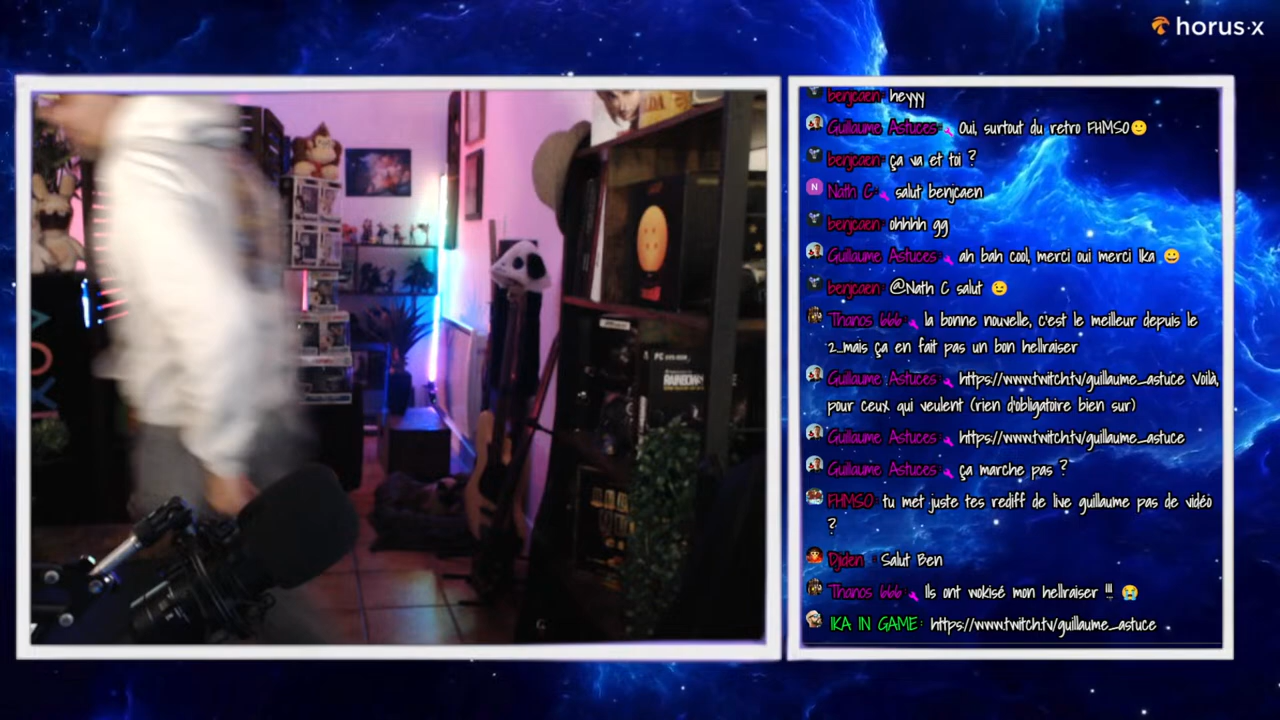 horus·x
benjcaen: heyyy
Guillaume Astuces: Oui, surtout du retro FHMSO🙂
benjcaen: ça va et toi ?
N Nath C: salut benjcaen
benjcaen: ohhhh gg
Guillaume Astuces: ah bah cool, merci oui merci Ika 😀
benjcaen: @Nath C salut 😉
Thanos 666: la bonne nouvelle, c'est le meilleur depuis le
2...mais ça en fait pas un bon hellraiser
Guillaume Astuces: https://www.twitch.tv/guillaume_astuce Voilà,
pour ceux qui veulent (rien d'obligatoire bien sur)
Guillaume Astuces: https://www.twitch.tv/guillaume_astuce
Guillaume Astuces: ça marche pas ?
FHMSO: tu met juste tes rediff de live guillaume pas de vidéo
?
Djden : Salut Ben
Thanos 666: Ils ont wokisé mon hellraiser !!! 😭
IKA IN GAME: https://www.twitch.tv/guillaume_astuce
PC
RAINBOW